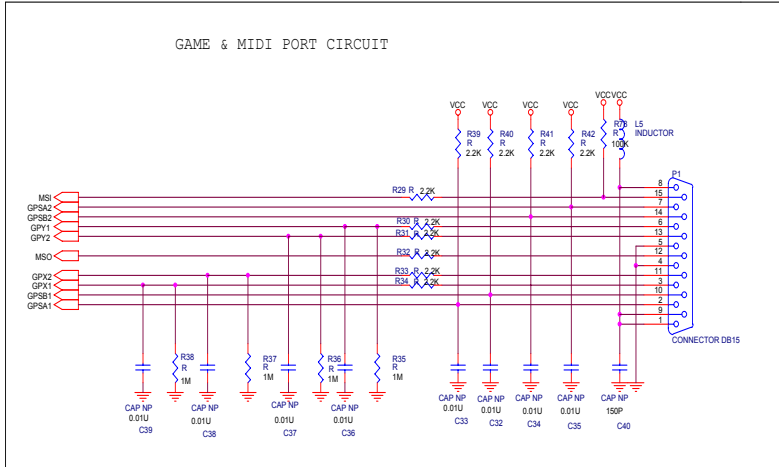 GAME & MIDI PORT CIRCUIT
VCC VCC VCC VCC VCC VCC
R39 R 2.2K
R40 R 2.2K
R41 R 2.2K
R42 R 2.2K
R 100K
L5
INDUCTOR
P1
MSI R29 R 2.2K 8
GPSA2 15
GPSB2 7
GPY1 R30 R 2.2K 14
GPY2 R31 R 2.2K 6
MSO R32 R 2.2K 13
GPX2 R33 R 2.2K 5
GPX1 R34 R 2.2K 12
GPSB1 4
GPSA1 11
3
10
2
9
1
CONNECTOR DB15
R38 R 1M
R37 R 1M
R36 R 1M
R35 R 1M
CAP NP 0.01U C39
CAP NP 0.01U C38
CAP NP 0.01U C37
CAP NP 0.01U C36
CAP NP 0.01U C33
CAP NP 0.01U C32
CAP NP 0.01U C34
CAP NP 0.01U C35
CAP NP 150P C40